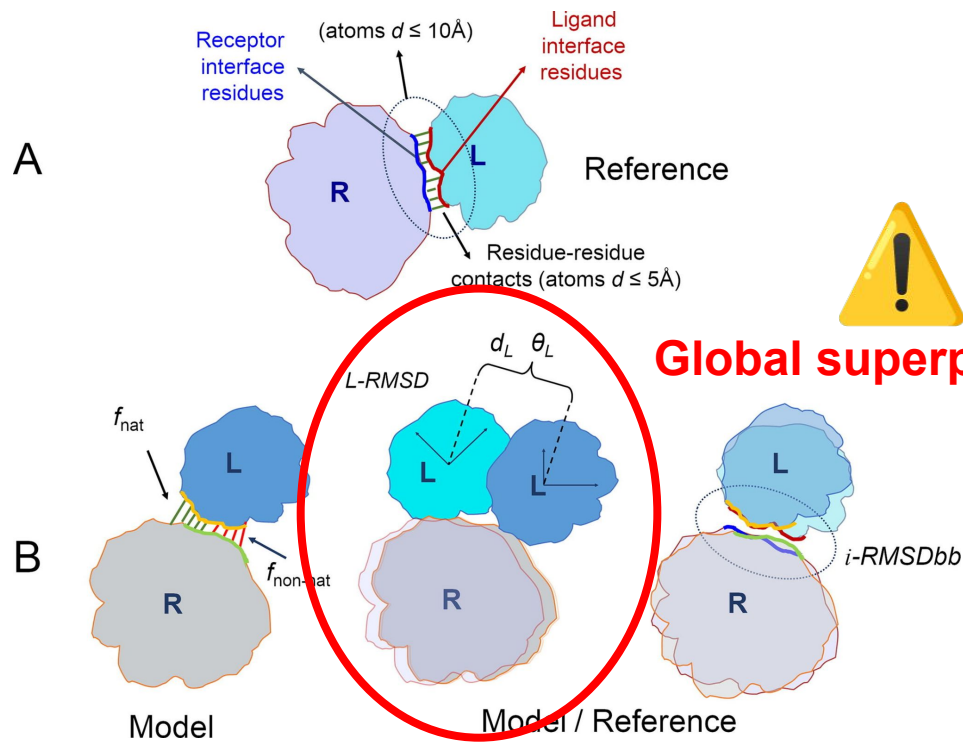 (atoms d ≤ 10Å)
Receptor
interface
residues
Ligand
interface
residues
A
R
L
Reference
Residue-residue
contacts (atoms d ≤ 5Å)
Global superp
d_L θ_L
L-RMSD
f_nat
L
L
L
L
B
f_non-nat
i-RMSDbb
R
R
R
Model
Model / Reference